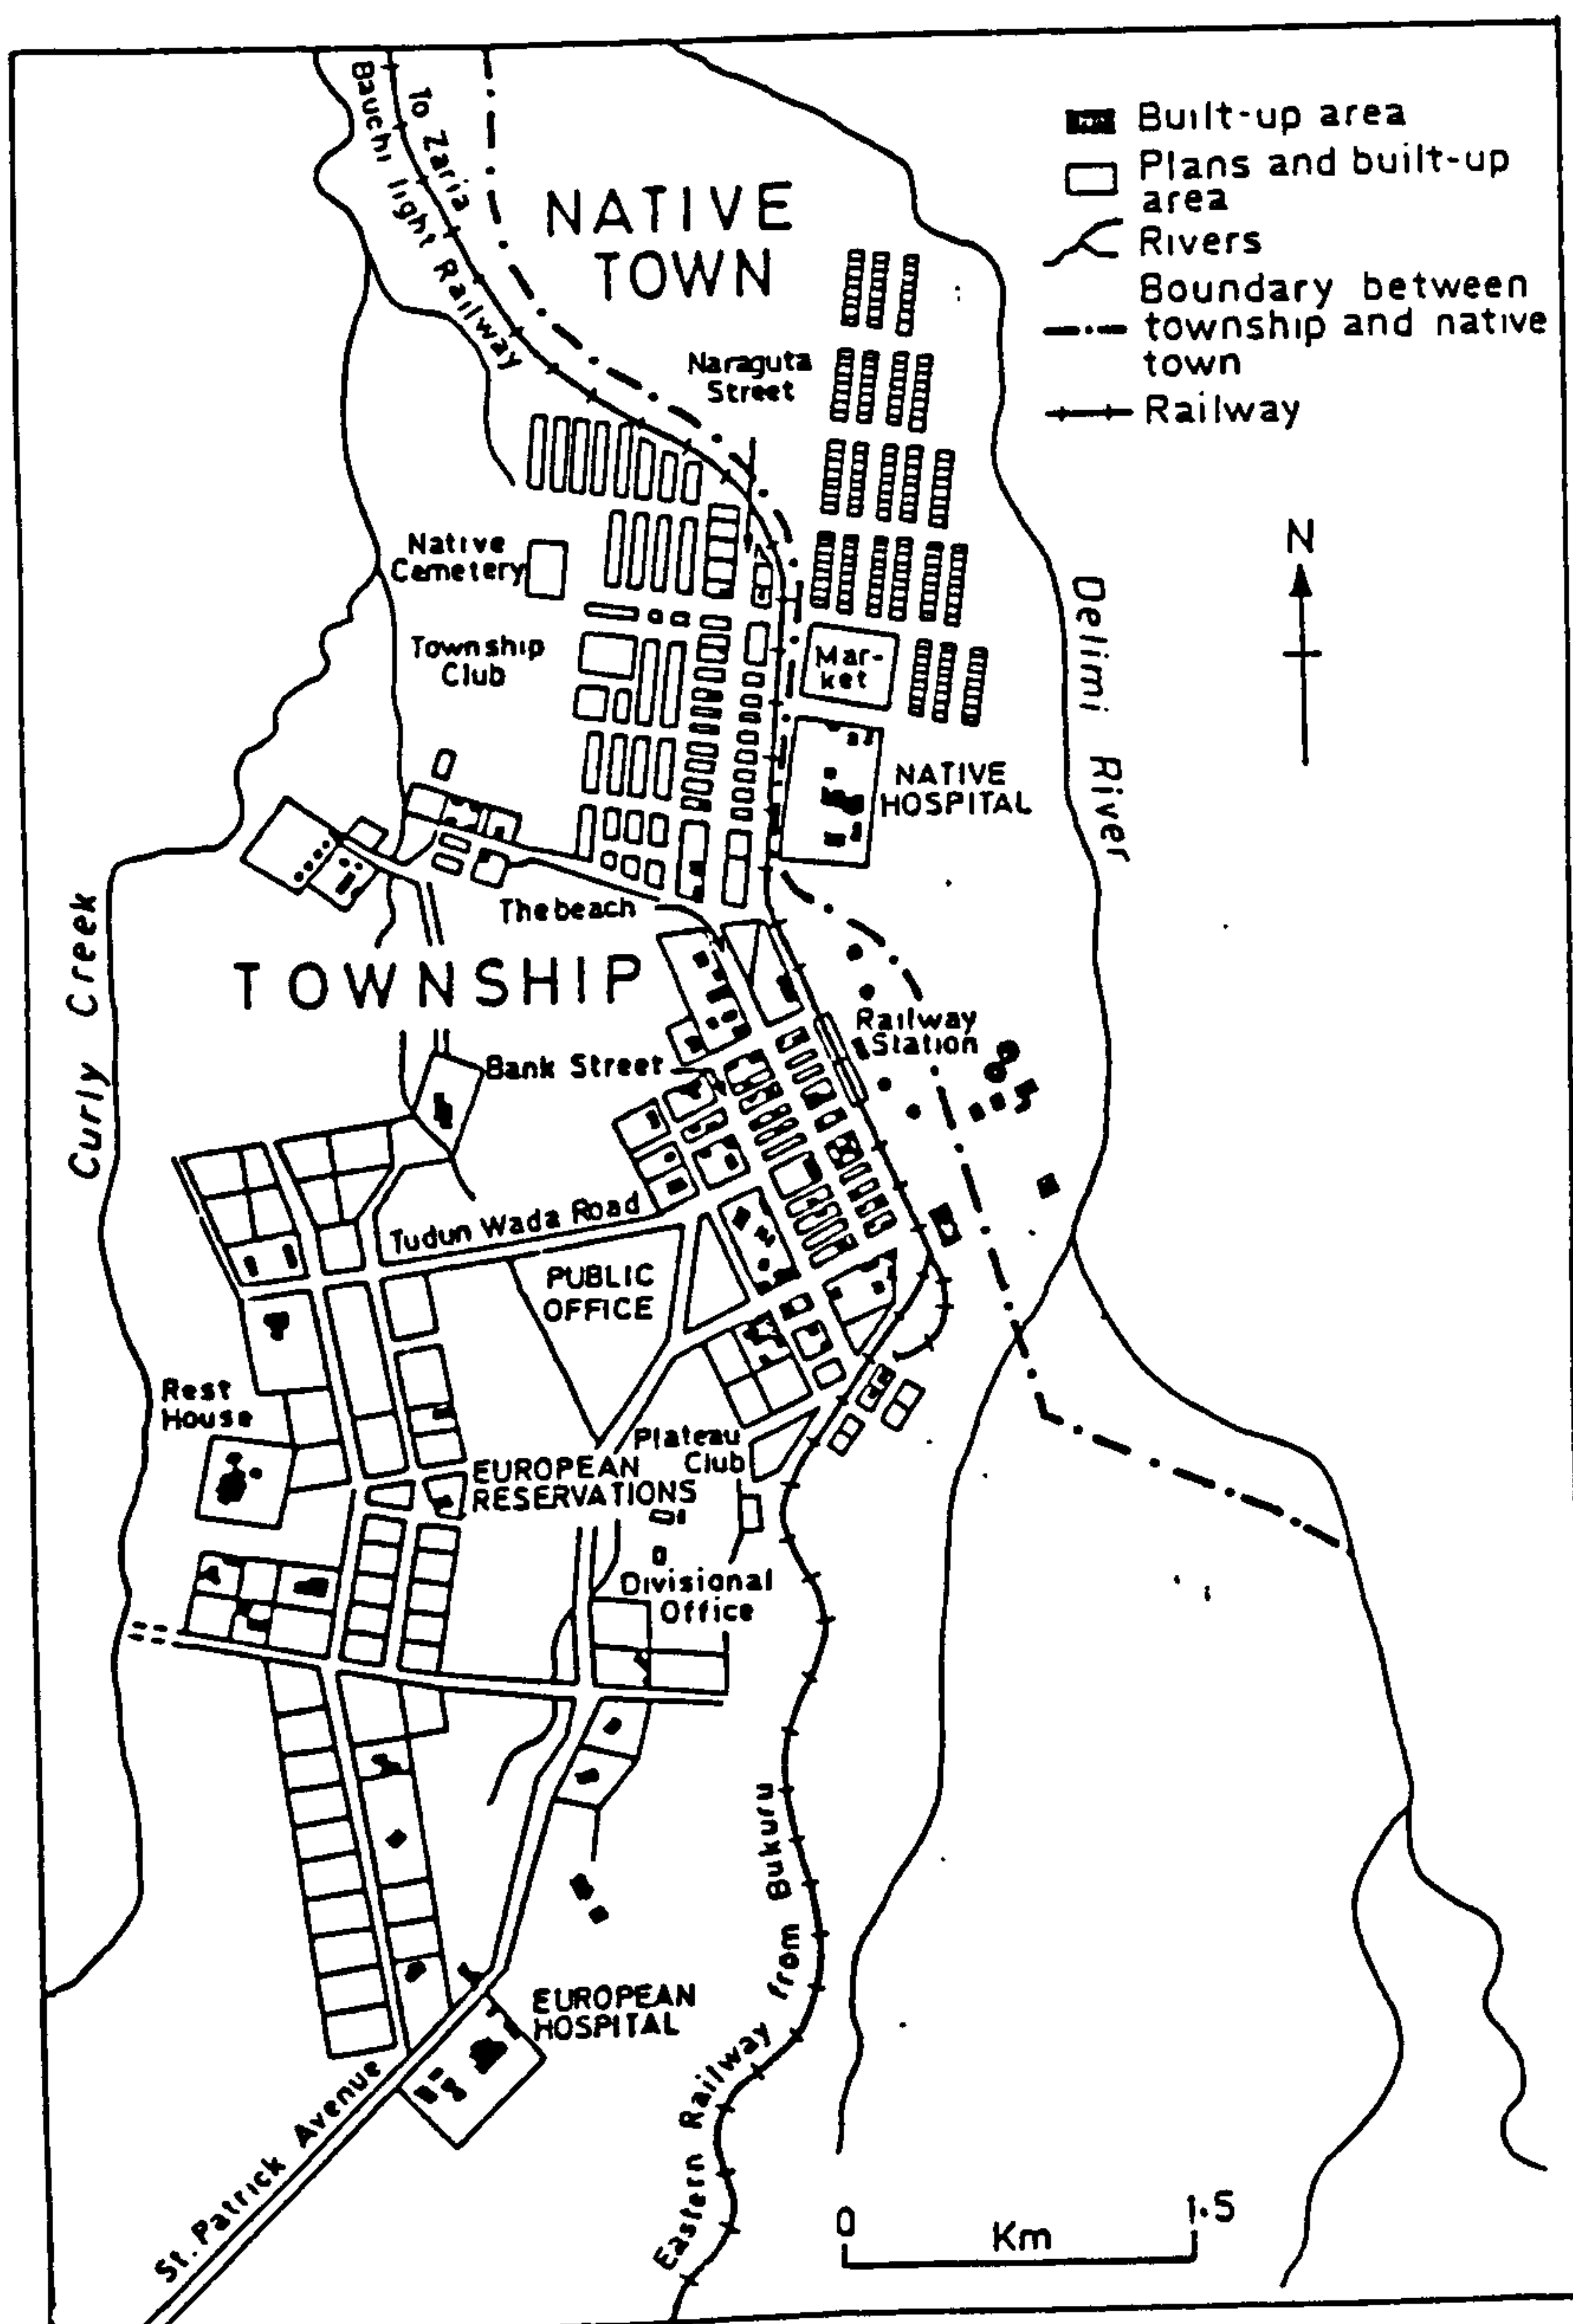 To Zaria
Bauchi light Railway
NATIVE
TOWN
Built-up area
Plans and built-up
area
Rivers
Boundary between
township and native
town
Railway
Naraguta
Street
N
Native
Cemetery
Township
Club
Mar-
ket
Delimi River
NATIVE
HOSPITAL
The beach
Curly Creek
TOWNSHIP
Railway
Station
Bank Street
Tudun Wada Road
PUBLIC
OFFICE
Rest
House
Plateau
Club
EUROPEAN
RESERVATIONS
Divisional
Office
Eastern Railway from Bukuru
EUROPEAN
HOSPITAL
St. Patrick Avenue
0
Km
1.5